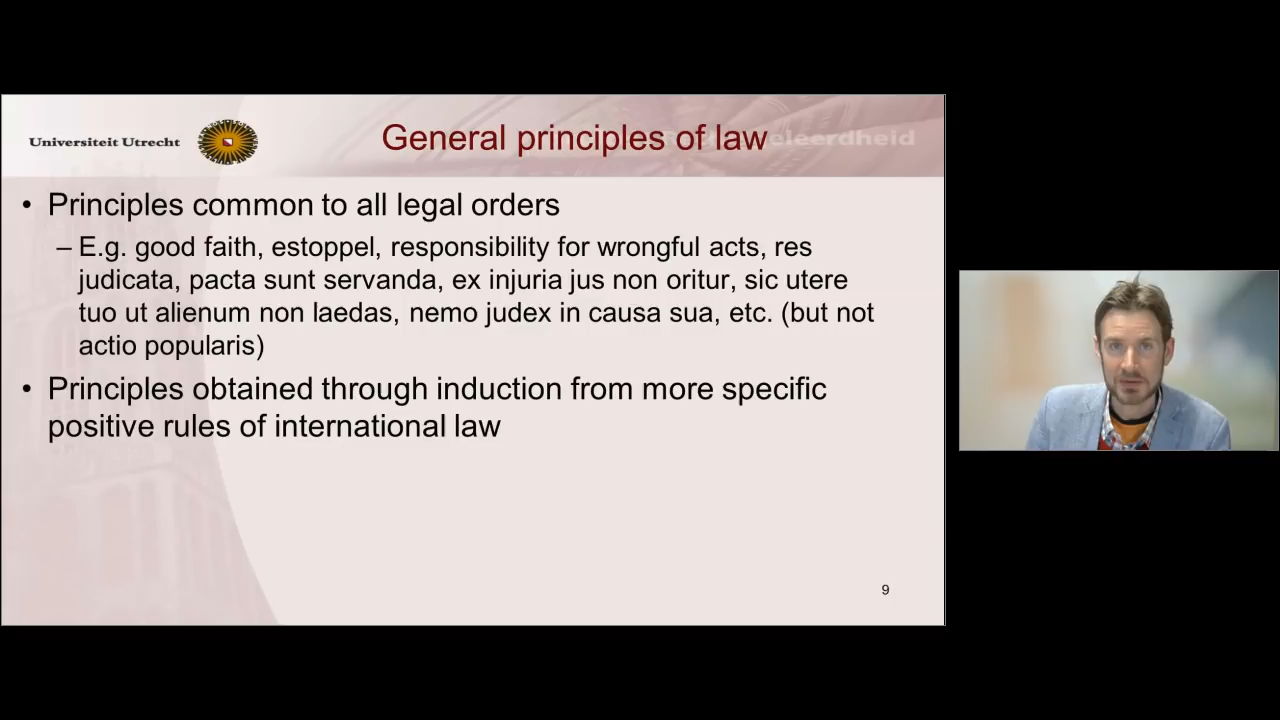 Universiteit Utrecht
General principles of law
• Principles common to all legal orders
– E.g. good faith, estoppel, responsibility for wrongful acts, res
judicata, pacta sunt servanda, ex injuria jus non oritur, sic utere
tuo ut alienum non laedas, nemo judex in causa sua, etc. (but not
actio popularis)
• Principles obtained through induction from more specific
positive rules of international law
9